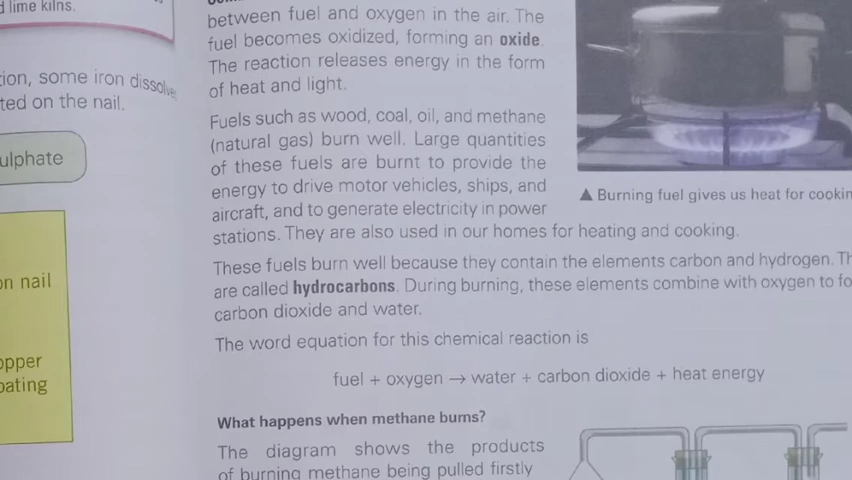 d lime kilns.
tion, some iron dissolve
ted on the nail.
ulphate
on nail
opper
oating
between fuel and oxygen in the air. The
fuel becomes oxidized, forming an oxide.
The reaction releases energy in the form
of heat and light.
Fuels such as wood, coal, oil, and methane
(natural gas) burn well. Large quantities
of these fuels are burnt to provide the
energy to drive motor vehicles, ships, and
aircraft, and to generate electricity in power
stations. They are also used in our homes for heating and cooking.
▲ Burning fuel gives us heat for cookin
These fuels burn well because they contain the elements carbon and hydrogen. Th
are called hydrocarbons. During burning, these elements combine with oxygen to fo
carbon dioxide and water.
The word equation for this chemical reaction is
fuel + oxygen → water + carbon dioxide + heat energy
What happens when methane burns?
The diagram shows the products
of burning methane being pulled firstly